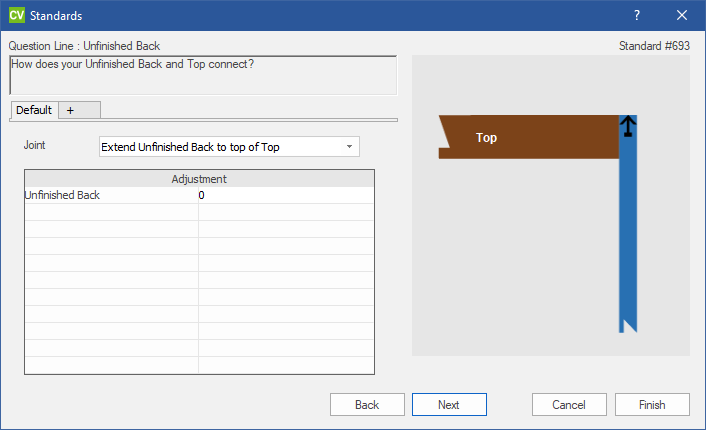 CV Standards ?
Question Line : Unfinished Back
Standard #693
How does your Unfinished Back and Top connect?
Default +
Joint Extend Unfinished Back to top of Top
Adjustment
Unfinished Back 0
Top
Back Next Cancel Finish